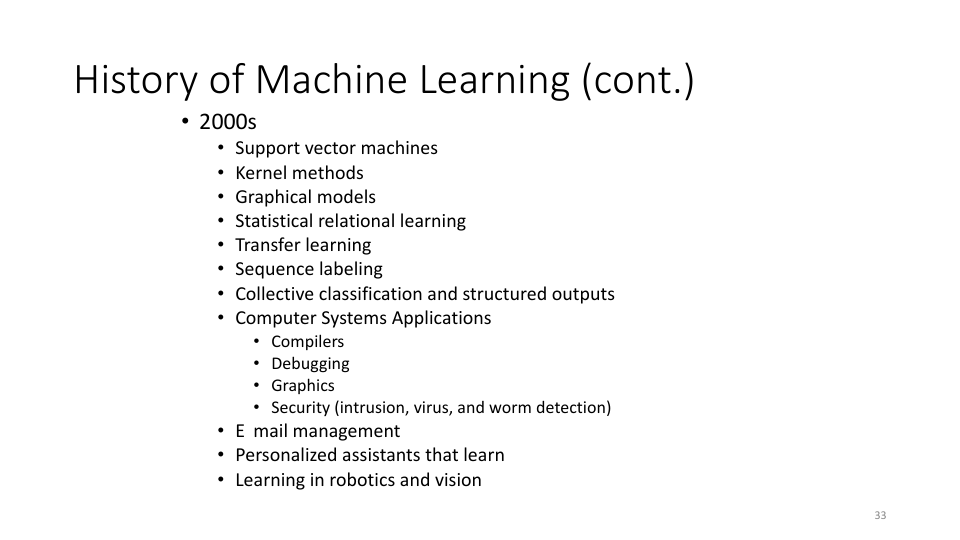 History of Machine Learning (cont.)
• 2000s
• Support vector machines
• Kernel methods
• Graphical models
• Statistical relational learning
• Transfer learning
• Sequence labeling
• Collective classification and structured outputs
• Computer Systems Applications
• Compilers
• Debugging
• Graphics
• Security (intrusion, virus, and worm detection)
• E  mail management
• Personalized assistants that learn
• Learning in robotics and vision
33